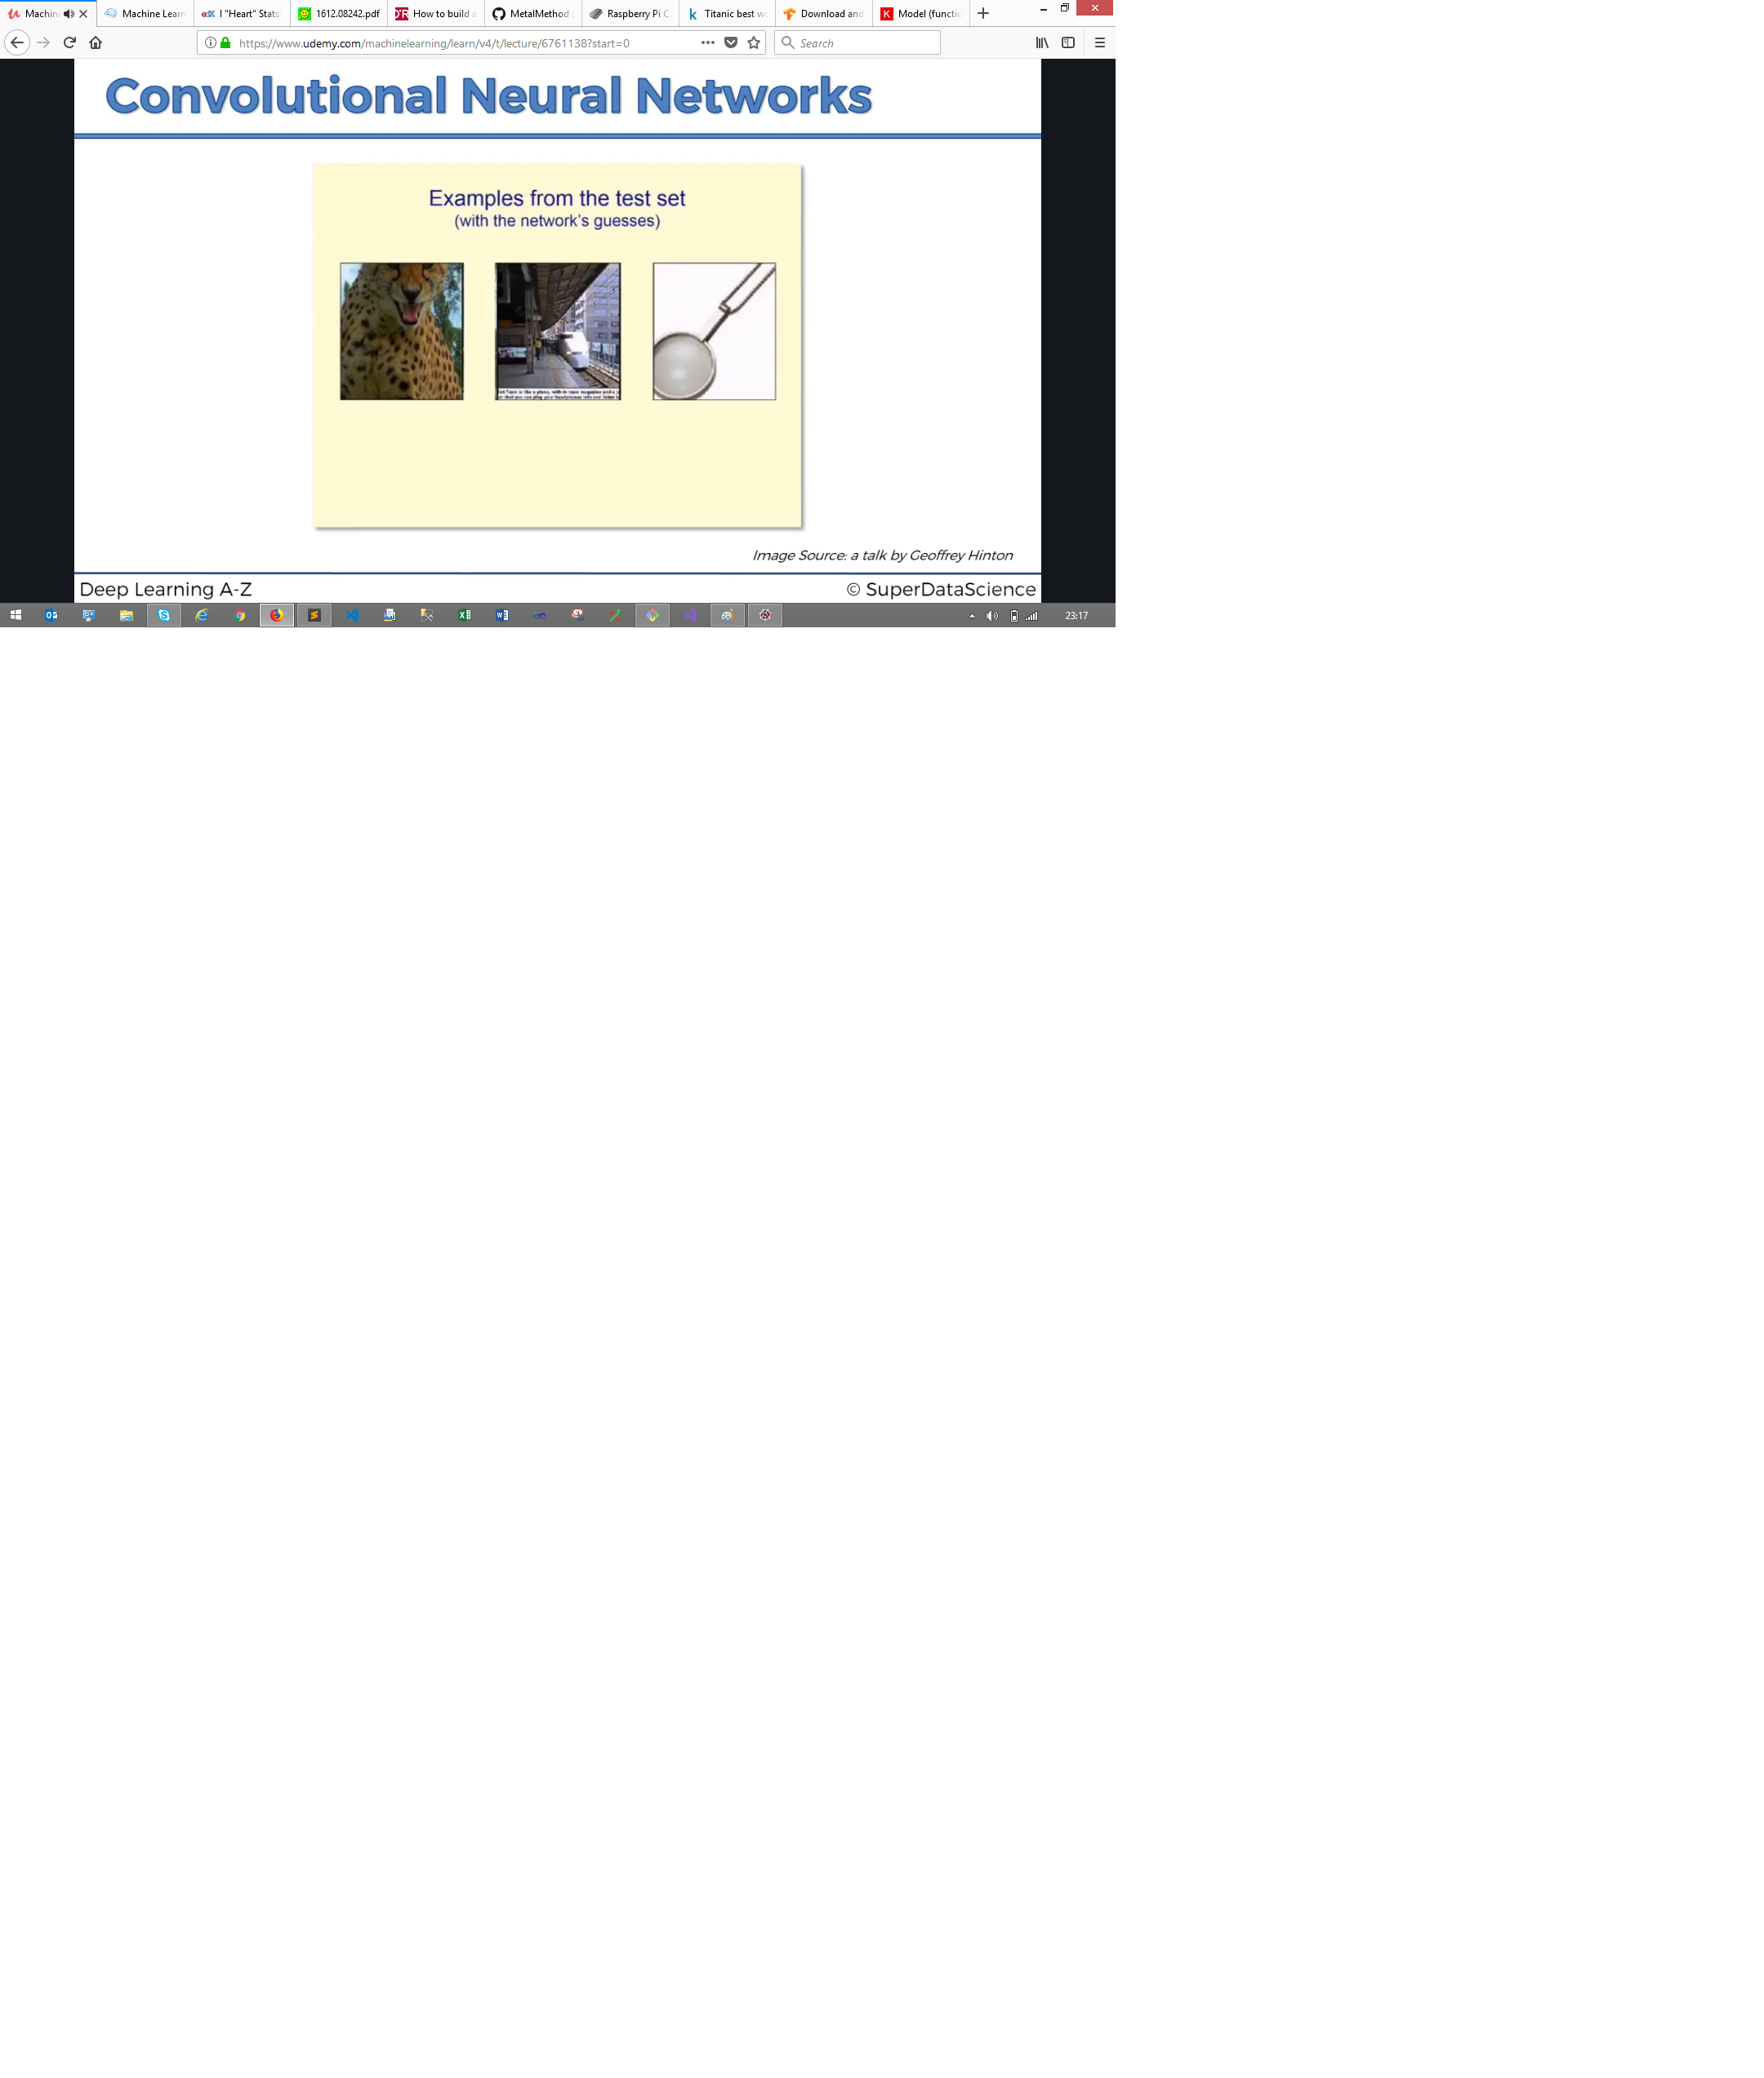 Machin
Machine Learn
I "Heart" Stats:
1612.08242.pdf
How to build a
MetalMethod
Raspberry Pi C
Titanic best wo
Download and
Model (functio
https://www.udemy.com/machinelearning/learn/v4/t/lecture/6761138?start=0
Search
Convolutional Neural Networks
Examples from the test set
(with the network's guesses)
Image Source: a talk by Geoffrey Hinton
Deep Learning A-Z
© SuperDataScience
23:17